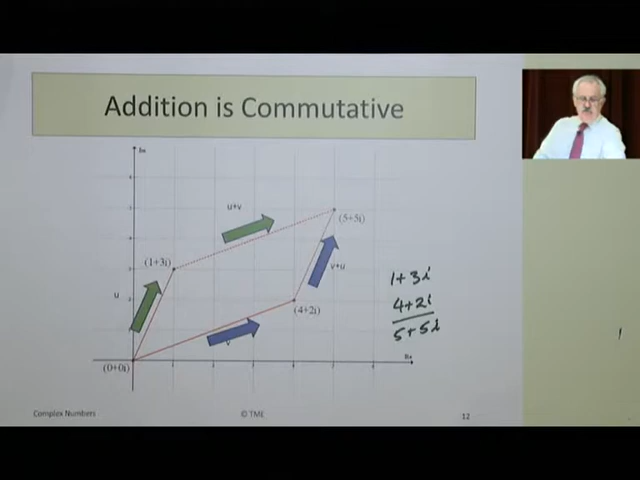 Addition is Commutative
Im
u+v
(5+5i)
(1+3i)
v+u
1+3i
u
4+2i
(4+2i)
5+5i
v
Re
(0+0i)
Complex Numbers
© TME
12